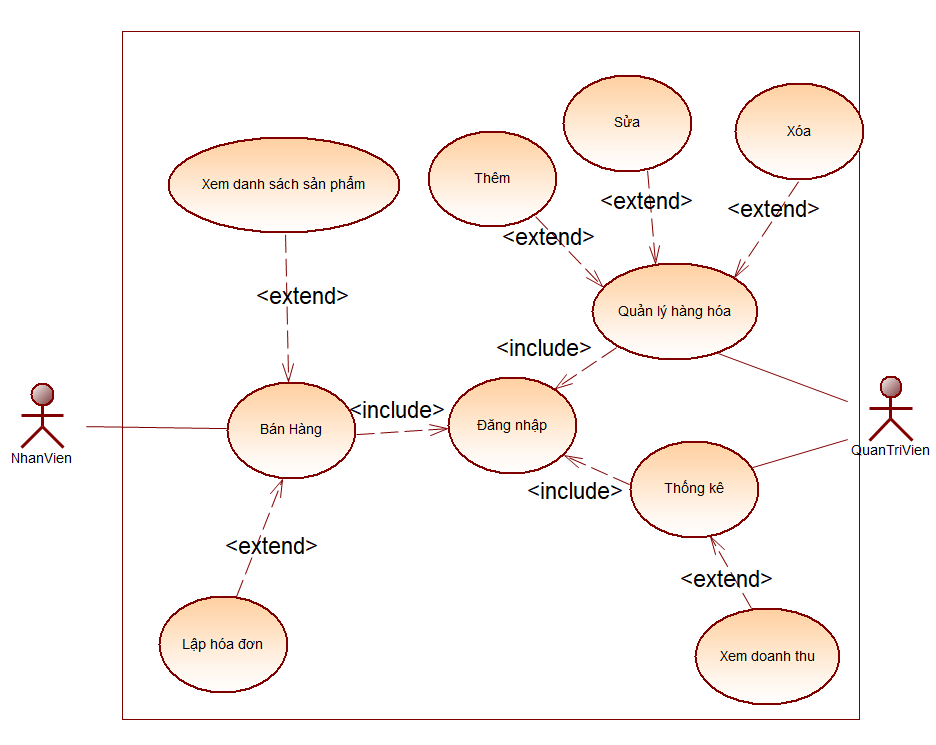 Sửa
Xóa
Thêm
Xem danh sách sản phẩm
<extend>
<extend>
<extend>
<extend>
Quản lý hàng hóa
<include>
<include>
Bán Hàng
Đăng nhập
NhanVien
QuanTriVien
Thống kê
<include>
<extend>
<extend>
Lập hóa đơn
Xem doanh thu